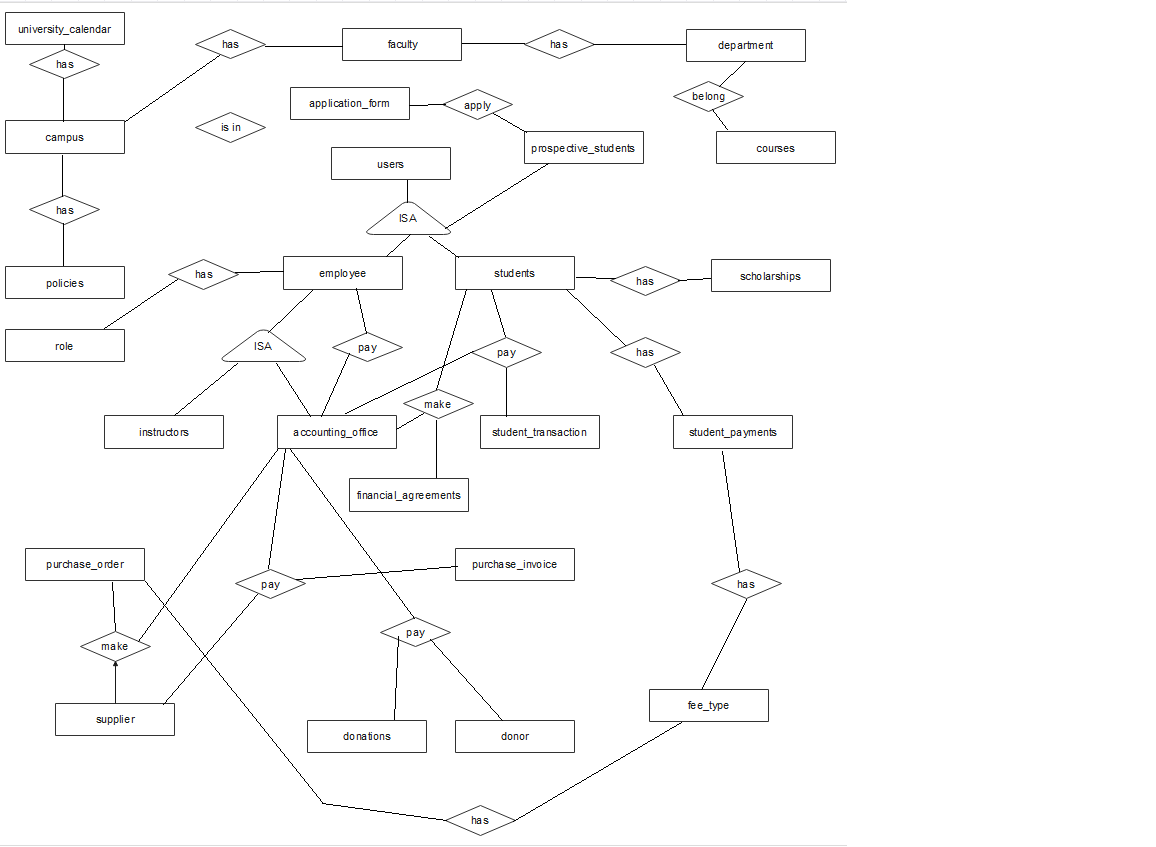 university_calendar
has
faculty
has
department
has
application_form
apply
belong
is in
campus
prospective_students
courses
users
has
ISA
policies
has
employee
students
has
scholarships
role
ISA
pay
pay
has
make
instructors
accounting_office
student_transaction
student_payments
financial_agreements
purchase_order
purchase_invoice
pay
has
make
pay
supplier
fee_type
donations
donor
has